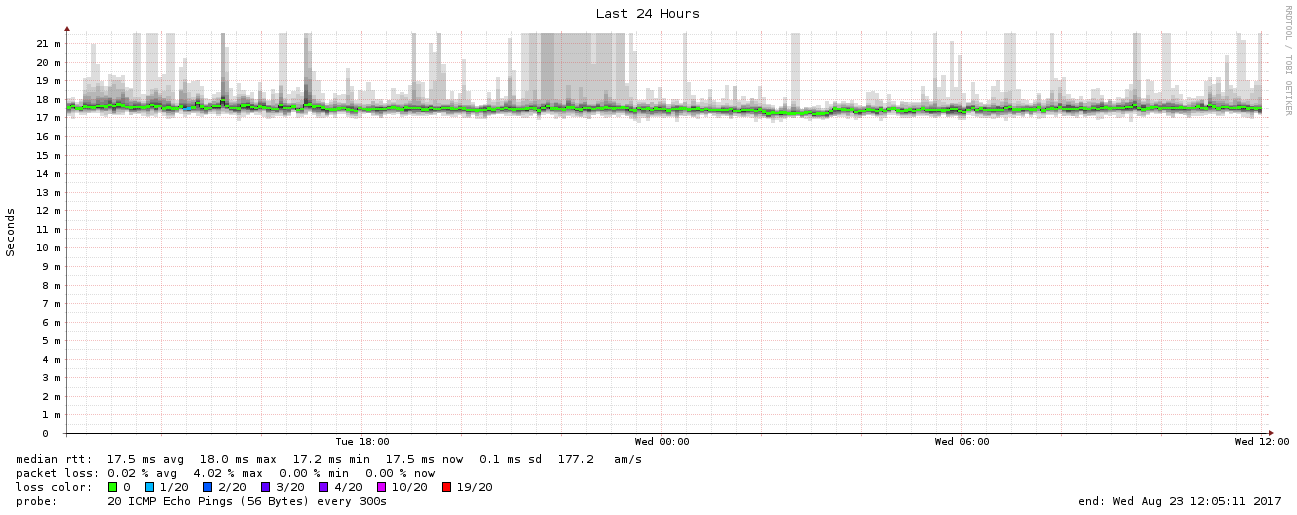 Last 24 Hours
RRDTOOL / TOBI OETIKER
Seconds
21 m
20 m
19 m
18 m
17 m
16 m
15 m
14 m
13 m
12 m
11 m
10 m
9 m
8 m
7 m
6 m
5 m
4 m
3 m
2 m
1 m
0
Tue 18:00 Wed 00:00 Wed 06:00 Wed 12:00
median rtt: 17.5 ms avg 18.0 ms max 17.2 ms min 17.5 ms now 0.1 ms sd 177.2 am/s
packet loss: 0.02 % avg 4.02 % max 0.00 % min 0.00 % now
loss color: 0 1/20 2/20 3/20 4/20 10/20 19/20
probe: 20 ICMP Echo Pings (56 Bytes) every 300s end: Wed Aug 23 12:05:11 2017